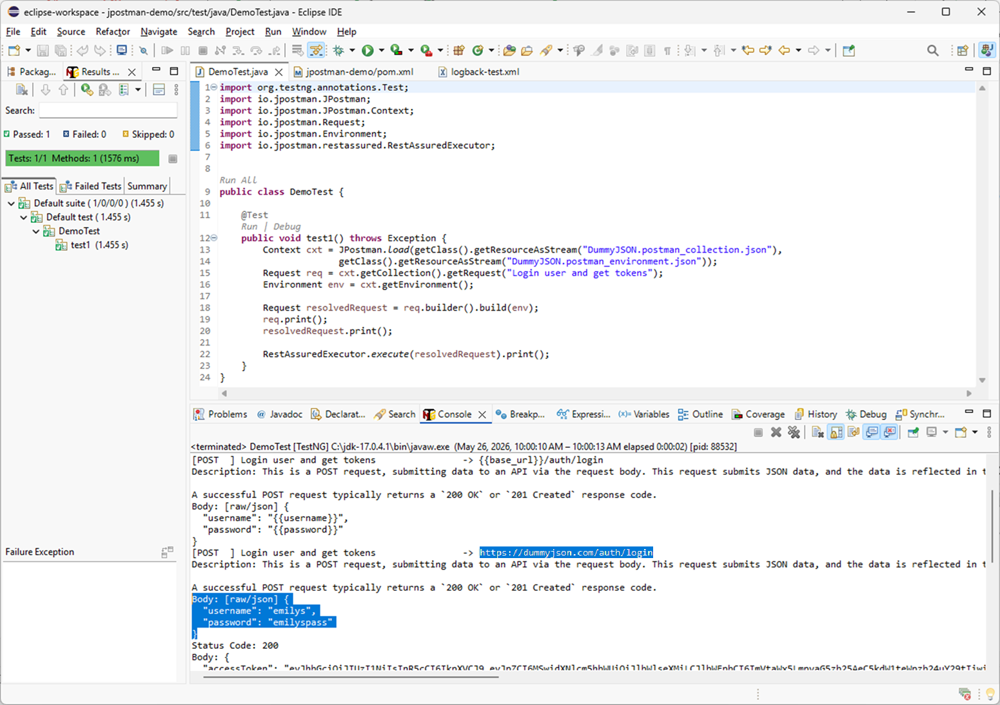 eclipse-workspace - jpostman-demo/src/test/java/DemoTest.java - Eclipse IDE
File Edit Source Refactor Navigate Search Project Run Window Help
Packag... Results ...
Search:
Passed: 1 Failed: 0 Skipped: 0
Tests: 1/1 Methods: 1 (1576 ms)
All Tests Failed Tests Summary
Default suite ( 1/0/0/0 ) (1.455 s)
Default test ( 1.455 s)
DemoTest
test1 (1.455 s)
Failure Exception
DemoTest.java jpostman-demo/pom.xml logback-test.xml
1 import org.testng.annotations.Test;
2 import io.jpostman.JPostman;
3 import io.jpostman.JPostman.Context;
4 import io.jpostman.Request;
5 import io.jpostman.Environment;
6 import io.jpostman.restassured.RestAssuredExecutor;
7
8
Run All
9 public class DemoTest {
10
11 @Test
Run | Debug
12 public void test1() throws Exception {
13 Context cxt = JPostman.load(getClass().getResourceAsStream("DummyJSON.postman_collection.json"),
14 getClass().getResourceAsStream("DummyJSON.postman_environment.json"));
15 Request req = cxt.getCollection().getRequest("Login user and get tokens");
16 Environment env = cxt.getEnvironment();
17
18 Request resolvedRequest = req.builder().build(env);
19 req.print();
20 resolvedRequest.print();
21
22 RestAssuredExecutor.execute(resolvedRequest).print();
23 }
24 }
Problems @ Javadoc Declarat... Search Console Breakp... Expressi... (x)= Variables Outline Coverage History Debug Synchr...
<terminated> DemoTest [TestNG] C:\jdk-17.0.4.1\bin\javaw.exe (May 26, 2026, 10:00:10 AM – 10:00:13 AM elapsed 0:00:02) [pid: 88532]
[POST ] Login user and get tokens -> {{base_url}}/auth/login
Description: This is a POST request, submitting data to an API via the request body. This request submits JSON data, and the data is reflected in t
A successful POST request typically returns a `200 OK` or `201 Created` response code.
Body: [raw/json] {
"username": "{{username}}",
"password": "{{password}}"
}
[POST ] Login user and get tokens -> https://dummyjson.com/auth/login
Description: This is a POST request, submitting data to an API via the request body. This request submits JSON data, and the data is reflected in t
A successful POST request typically returns a `200 OK` or `201 Created` response code.
Body: [raw/json] {
"username": "emilys",
"password": "emilyspass"
}
Status Code: 200
Body: {
"accessToken":